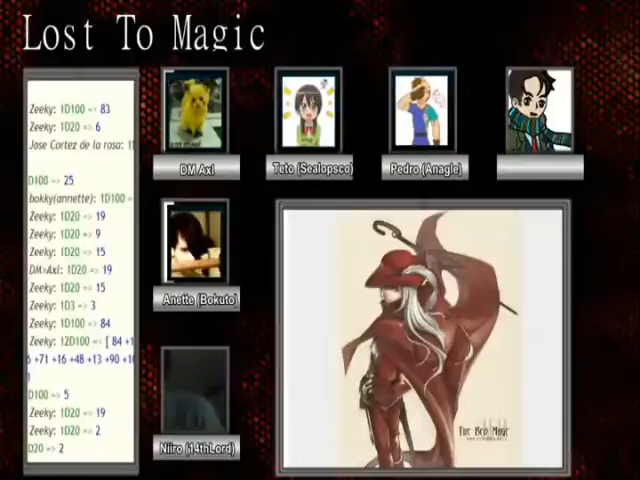 Lost To Magic
Zeeky: 1D100 => 83
Zeeky: 1D20 => 6
Jose Cortez de la rosa:
D100 => 25
bokky(annette): 1D100 =
Zeeky: 1D20 => 19
Zeeky: 1D20 => 9
Zeeky: 1D20 => 15
DM>Axl: 1D20 => 19
Zeeky: 1D20 => 15
Zeeky: 1D3 => 3
Zeeky: 1D100 => 84
Zeeky: 12D100 => [ 84 +1
+71 +16 +48 +13 +90 +1
D100 => 5
Zeeky: 1D20 => 19
Zeeky: 1D20 => 2
D20 => 2
DM Axl
Teto (Sealopsco)
Pedro (Anagle)
Anette (Bokuto)
Niiro (14thLord)
The Red Mage